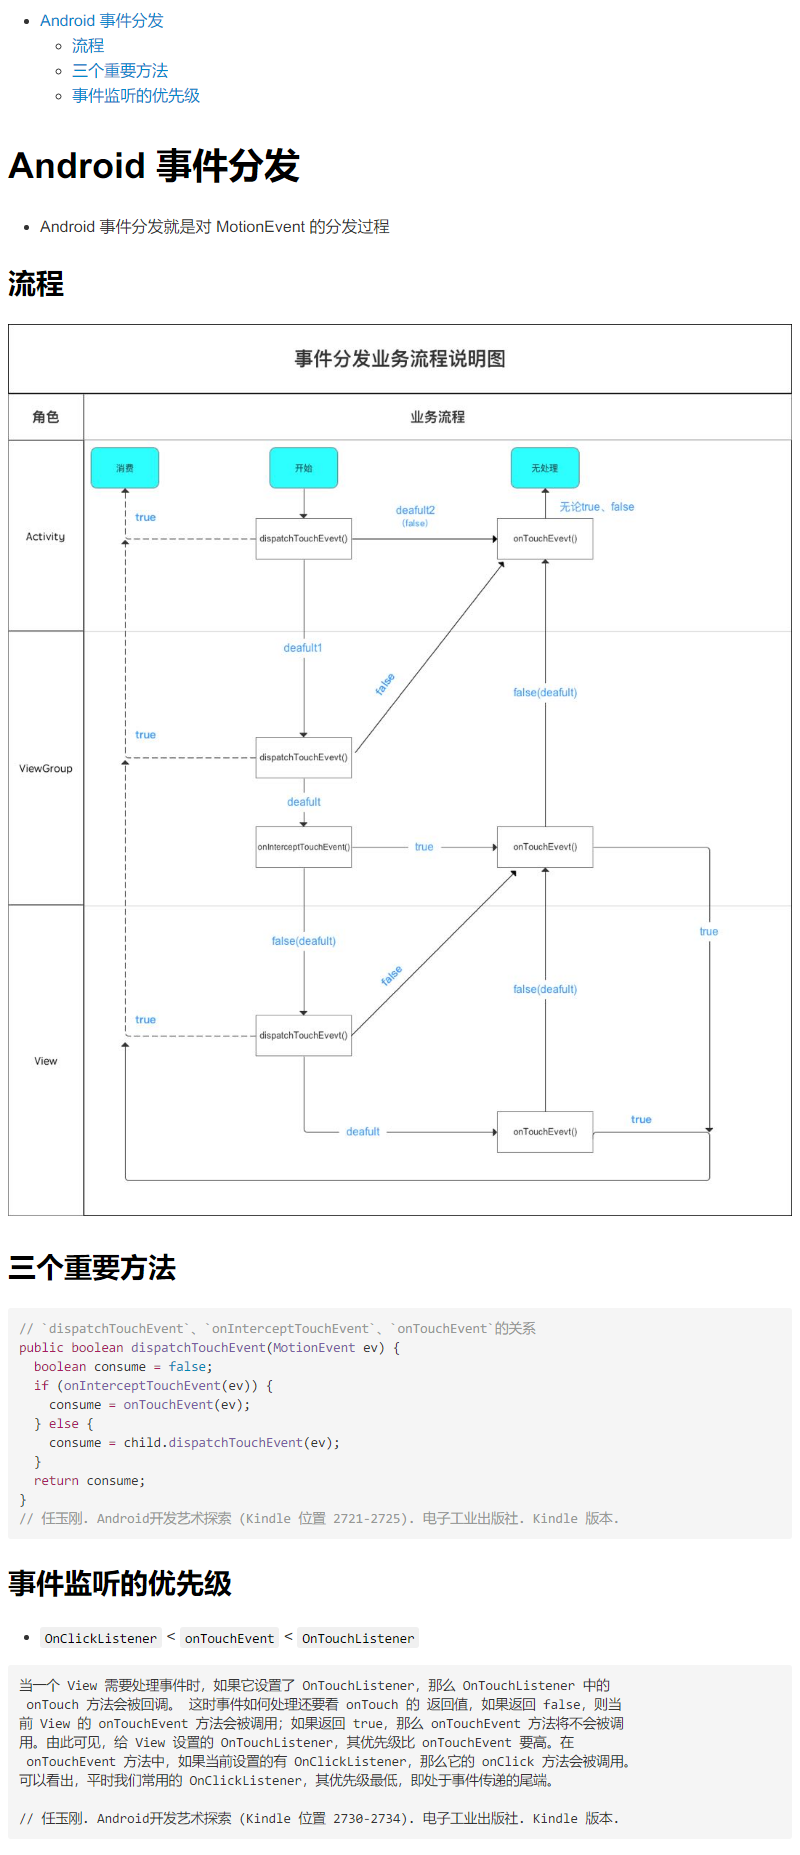 Android 事件分发
流程
三个重要方法
事件监听的优先级
Android 事件分发
Android 事件分发就是对 MotionEvent 的分发过程
流程
事件分发业务流程说明图
角色
业务流程
消费
开始
无处理
true
deafult2
(false)
无论true、false
Activity
dispatchTouchEvevt()
onTouchEvevt()
deafult1
false
false(deafult)
true
ViewGroup
dispatchTouchEvevt()
deafult
onInterceptTouchEvent()
true
onTouchEvevt()
true
false(deafult)
false
false(deafult)
true
dispatchTouchEvevt()
View
deafult
onTouchEvevt()
true
三个重要方法
// `dispatchTouchEvent`、`onInterceptTouchEvent`、`onTouchEvent`的关系
public boolean dispatchTouchEvent(MotionEvent ev) {
  boolean consume = false;
  if (onInterceptTouchEvent(ev)) {
    consume = onTouchEvent(ev);
  } else {
    consume = child.dispatchTouchEvent(ev);
  }
  return consume;
}
// 任玉刚. Android开发艺术探索 (Kindle 位置 2721-2725). 电子工业出版社. Kindle 版本.
事件监听的优先级
OnClickListener < onTouchEvent < OnTouchListener
当一个 View 需要处理事件时，如果它设置了 OnTouchListener，那么 OnTouchListener 中的
onTouch 方法会被回调。 这时事件如何处理还要看 onTouch 的 返回值，如果返回 false，则当
前 View 的 onTouchEvent 方法会被调用；如果返回 true，那么 onTouchEvent 方法将不会被调
用。由此可见，给 View 设置的 OnTouchListener，其优先级比 onTouchEvent 要高。在
onTouchEvent 方法中，如果当前设置的有 OnClickListener，那么它的 onClick 方法会被调用。
可以看出，平时我们常用的 OnClickListener，其优先级最低，即处于事件传递的尾端。
// 任玉刚. Android开发艺术探索 (Kindle 位置 2730-2734). 电子工业出版社. Kindle 版本.